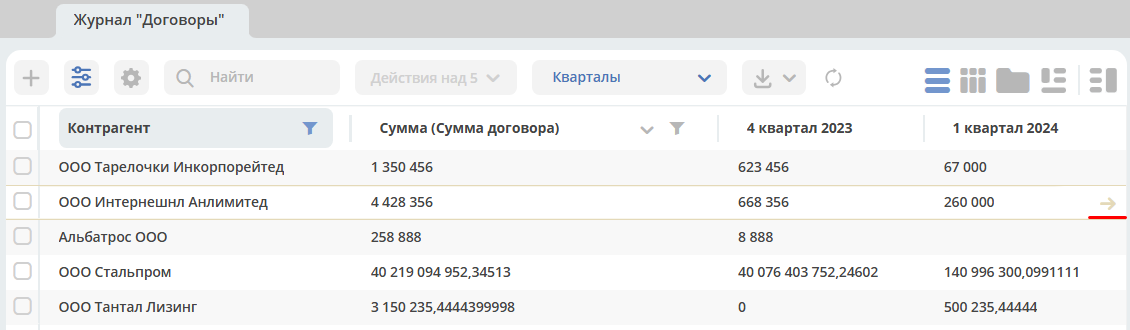 Журнал "Договоры"
Найти Действия над 5 Кварталы
Контрагент Сумма (Сумма договора) 4 квартал 2023 1 квартал 2024
ООО Тарелочки Инкорпорейтед 1 350 456 623 456 67 000
ООО Интернешнл Анлимитед 4 428 356 668 356 260 000
Альбатрос ООО 258 888 8 888
ООО Стальпром 40 219 094 952,34513 40 076 403 752,24602 140 996 300,0991111
ООО Тантал Лизинг 3 150 235,4444399998 0 500 235,44444